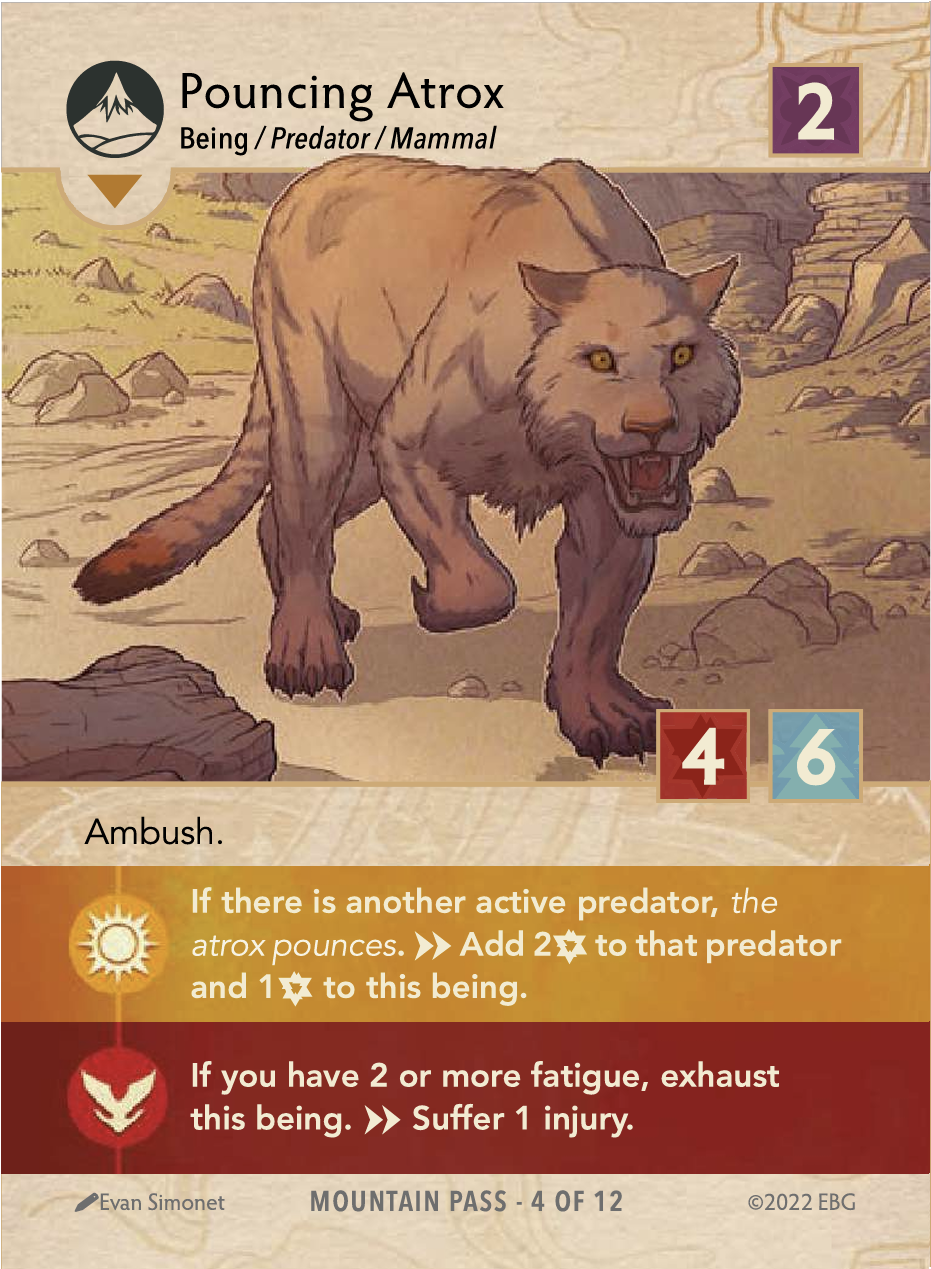 Pouncing Atrox
Being / Predator / Mammal
2
4
6
Ambush.
If there is another active predator, the
atrox pounces. Add 2 to that predator
and 1 to this being.
If you have 2 or more fatigue, exhaust
this being. Suffer 1 injury.
Evan Simonet
MOUNTAIN PASS - 4 OF 12
©2022 EBG